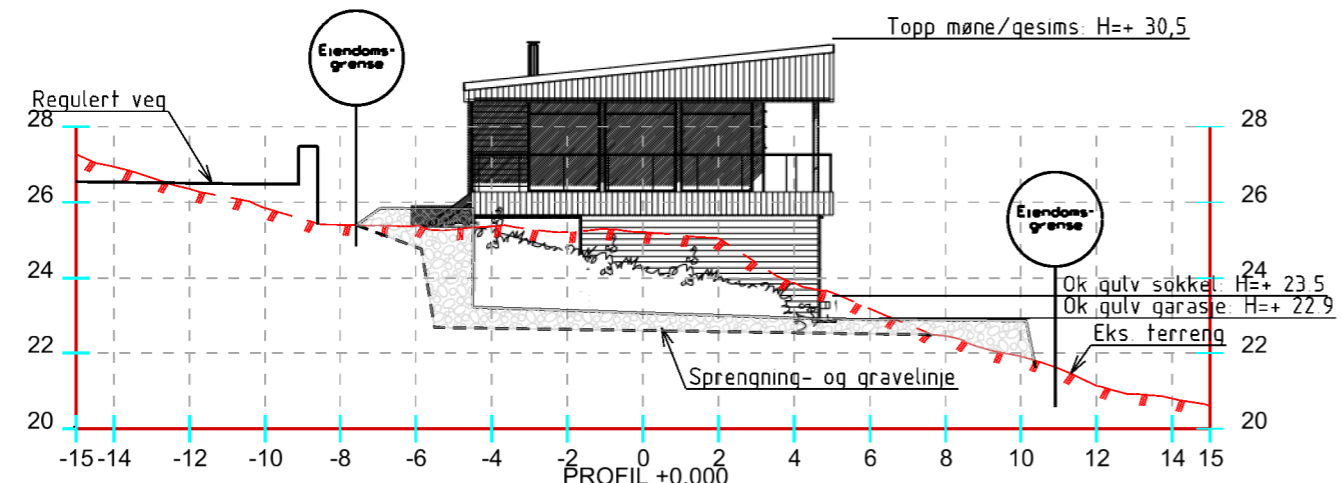 Topp møne/gesims: H=+ 30,5
Eiendoms-
grense
Regulert veg
28
28
26
26
Eiendoms-
grense
24
24
Ok gulv sokkel: H=+ 23.5
Ok gulv garasje: H=+ 22.9
Eks. terreng
22
22
Sprengning- og gravelinje
20
20
-15 -14 -12 -10 -8 -6 -4 -2 0 2 4 6 8 10 12 14 15
PROFIL +0.000